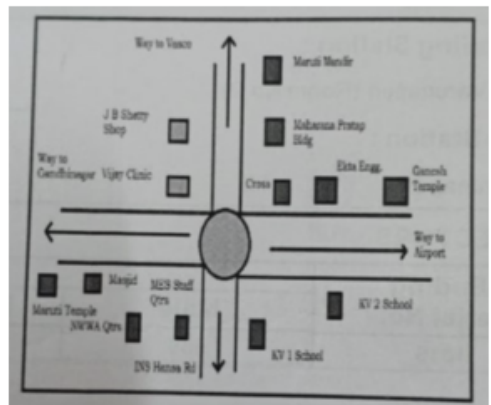 Way to Vasco
Maruti Mandir
J B Shetty
Shop
Maharana Pratap
Bldg
Way to
Gandhinagar
Vijay Clinic
Cross
Ekta Engg.
Ganesh
Temple
Way to
Airport
Masjid
MES Staff
Qtrs
Maruti Temple
NWWA Qtrs
KV 2 School
INS Hansa Rd
KV 1 School